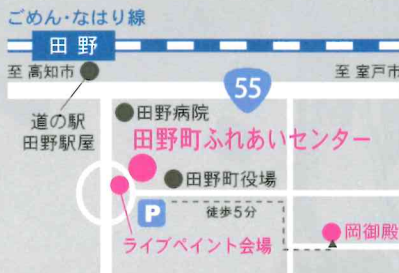 ごめん・なはり線
田野
至 高知市
至 室戸市
55
道の駅
田野駅屋
田野病院
田野町ふれあいセンター
田野町役場
P
徒歩5分
ライブペイント会場
岡御殿